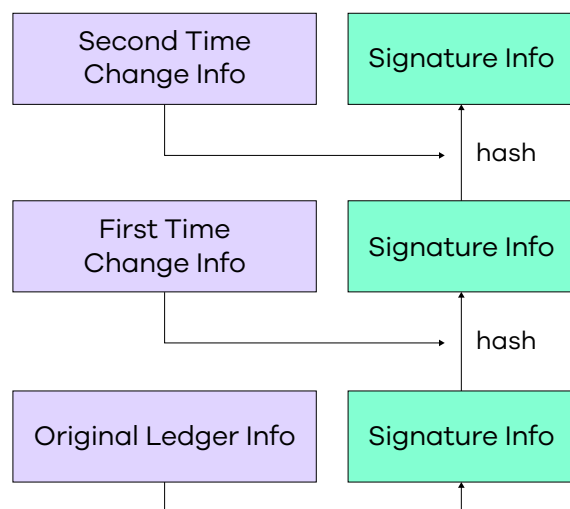 Second Time
Change Info
Signature Info
hash
First Time
Change Info
Signature Info
hash
Original Ledger Info
Signature Info